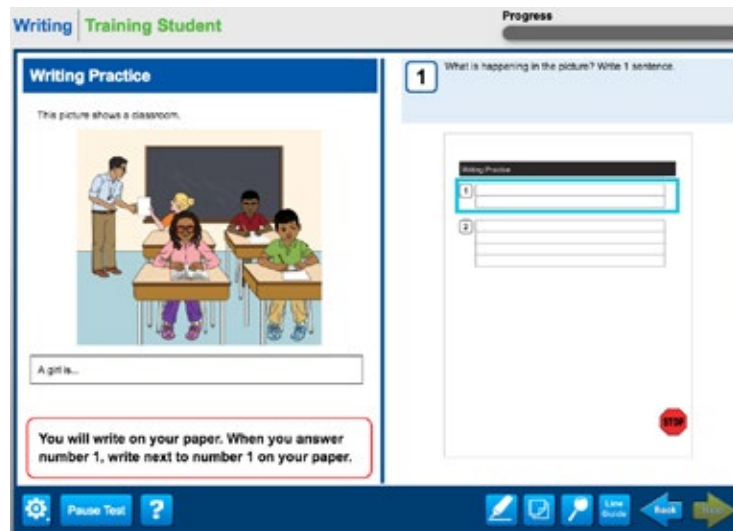 Writing Training Student
Progress
Writing Practice
This picture shows a classroom.
A girl is...
You will write on your paper. When you answer
number 1, write next to number 1 on your paper.
1
What is happening in the picture? Write 1 sentence.
Writing Practice
1
2
STOP
Pause Test
?
Line
Guide
Back
Next